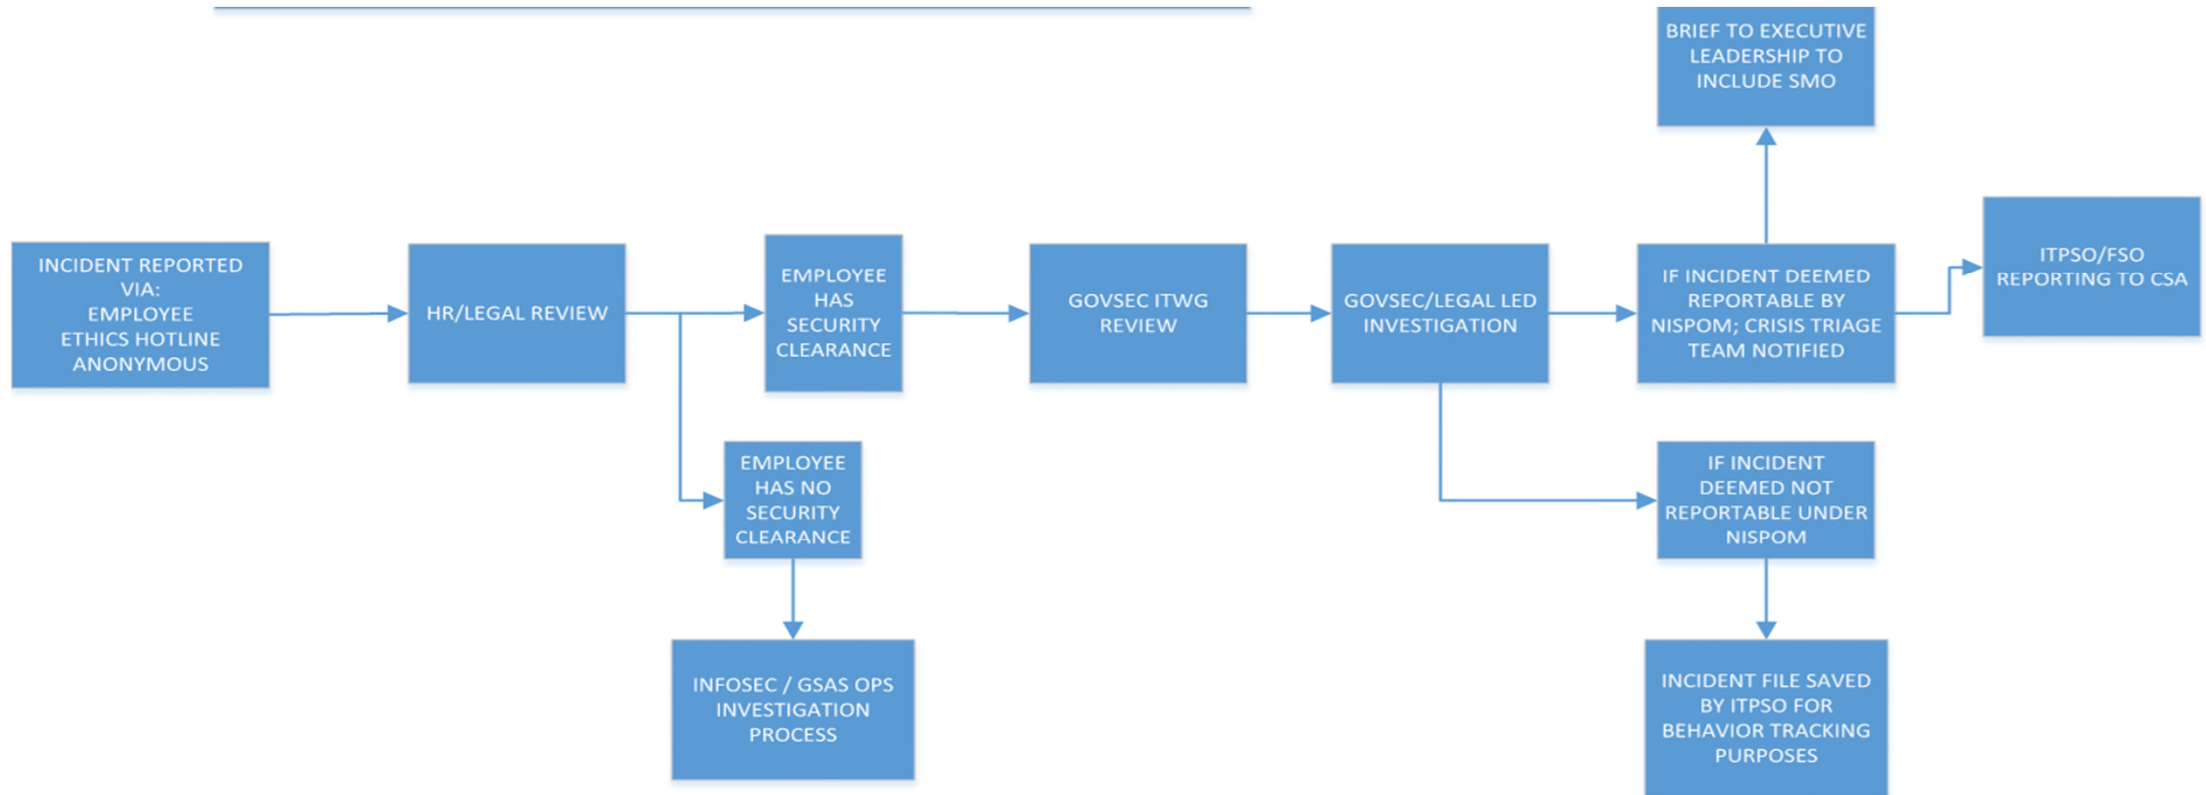 BRIEF TO EXECUTIVE
LEADERSHIP TO
INCLUDE SMO
INCIDENT REPORTED
VIA:
EMPLOYEE
ETHICS HOTLINE
ANONYMOUS
HR/LEGAL REVIEW
EMPLOYEE
HAS
SECURITY
CLEARANCE
GOVSEC ITWG
REVIEW
GOVSEC/LEGAL LED
INVESTIGATION
IF INCIDENT DEEMED
REPORTABLE BY
NISPOM; CRISIS TRIAGE
TEAM NOTIFIED
ITPSO/FSO
REPORTING TO CSA
EMPLOYEE
HAS NO
SECURITY
CLEARANCE
IF INCIDENT
DEEMED NOT
REPORTABLE UNDER
NISPOM
INFOSEC / GSAS OPS
INVESTIGATION
PROCESS
INCIDENT FILE SAVED
BY ITPSO FOR
BEHAVIOR TRACKING
PURPOSES